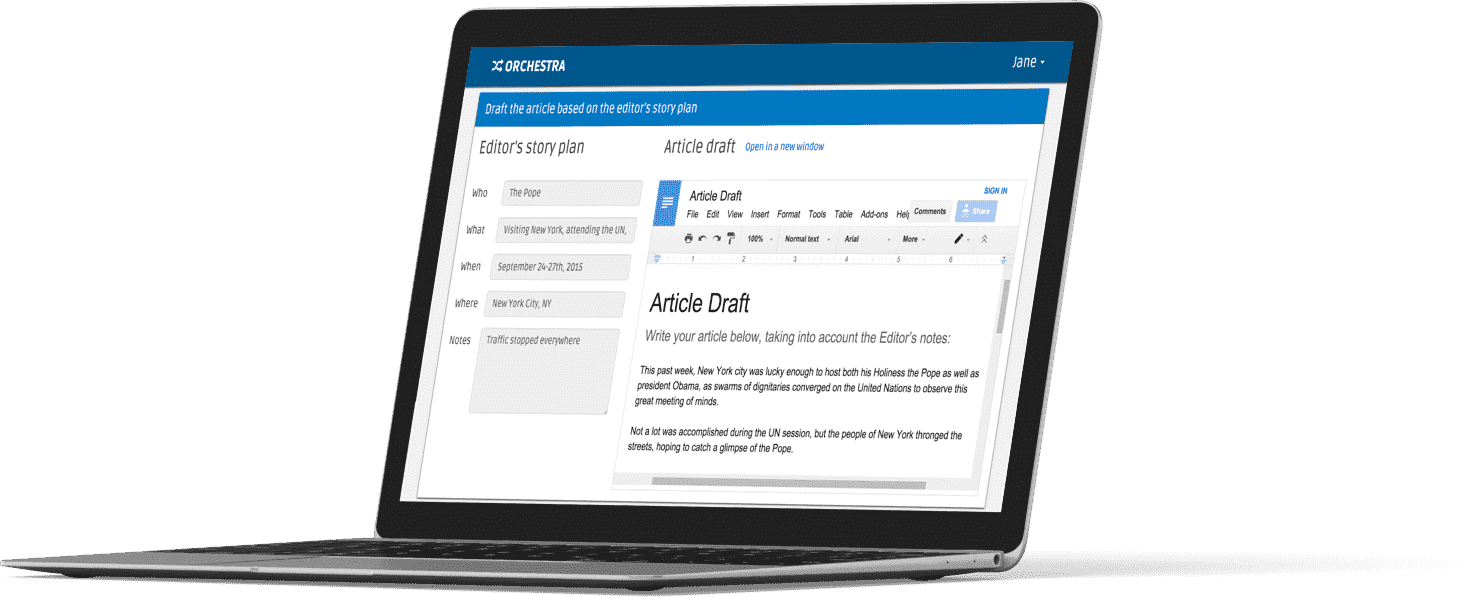 ORCHESTRA
Jane
Draft the article based on the editor's story plan
Editor's story plan
Article draft Open in a new window
Who The Pope
What Visiting New York, attending the UN,
When September 24-27th, 2015
Where New York City, NY
Notes Traffic stopped everywhere
Article Draft
SIGN IN
File Edit View Insert Format Tools Table Add-ons Help
Comments
Share
100% Normal text Arial More
1 2 3 4 5 6 7
Article Draft
Write your article below, taking into account the Editor's notes:
This past week, New York city was lucky enough to host both his Holiness the Pope as well as
president Obama, as swarms of dignitaries converged on the United Nations to observe this
great meeting of minds.
Not a lot was accomplished during the UN session, but the people of New York thronged the
streets, hoping to catch a glimpse of the Pope.